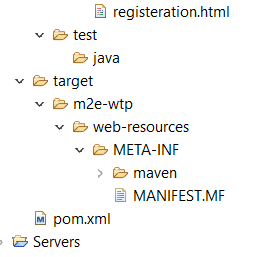 registeration.html
test
java
target
m2e-wtp
web-resources
META-INF
maven
MANIFEST.MF
pom.xml
Servers